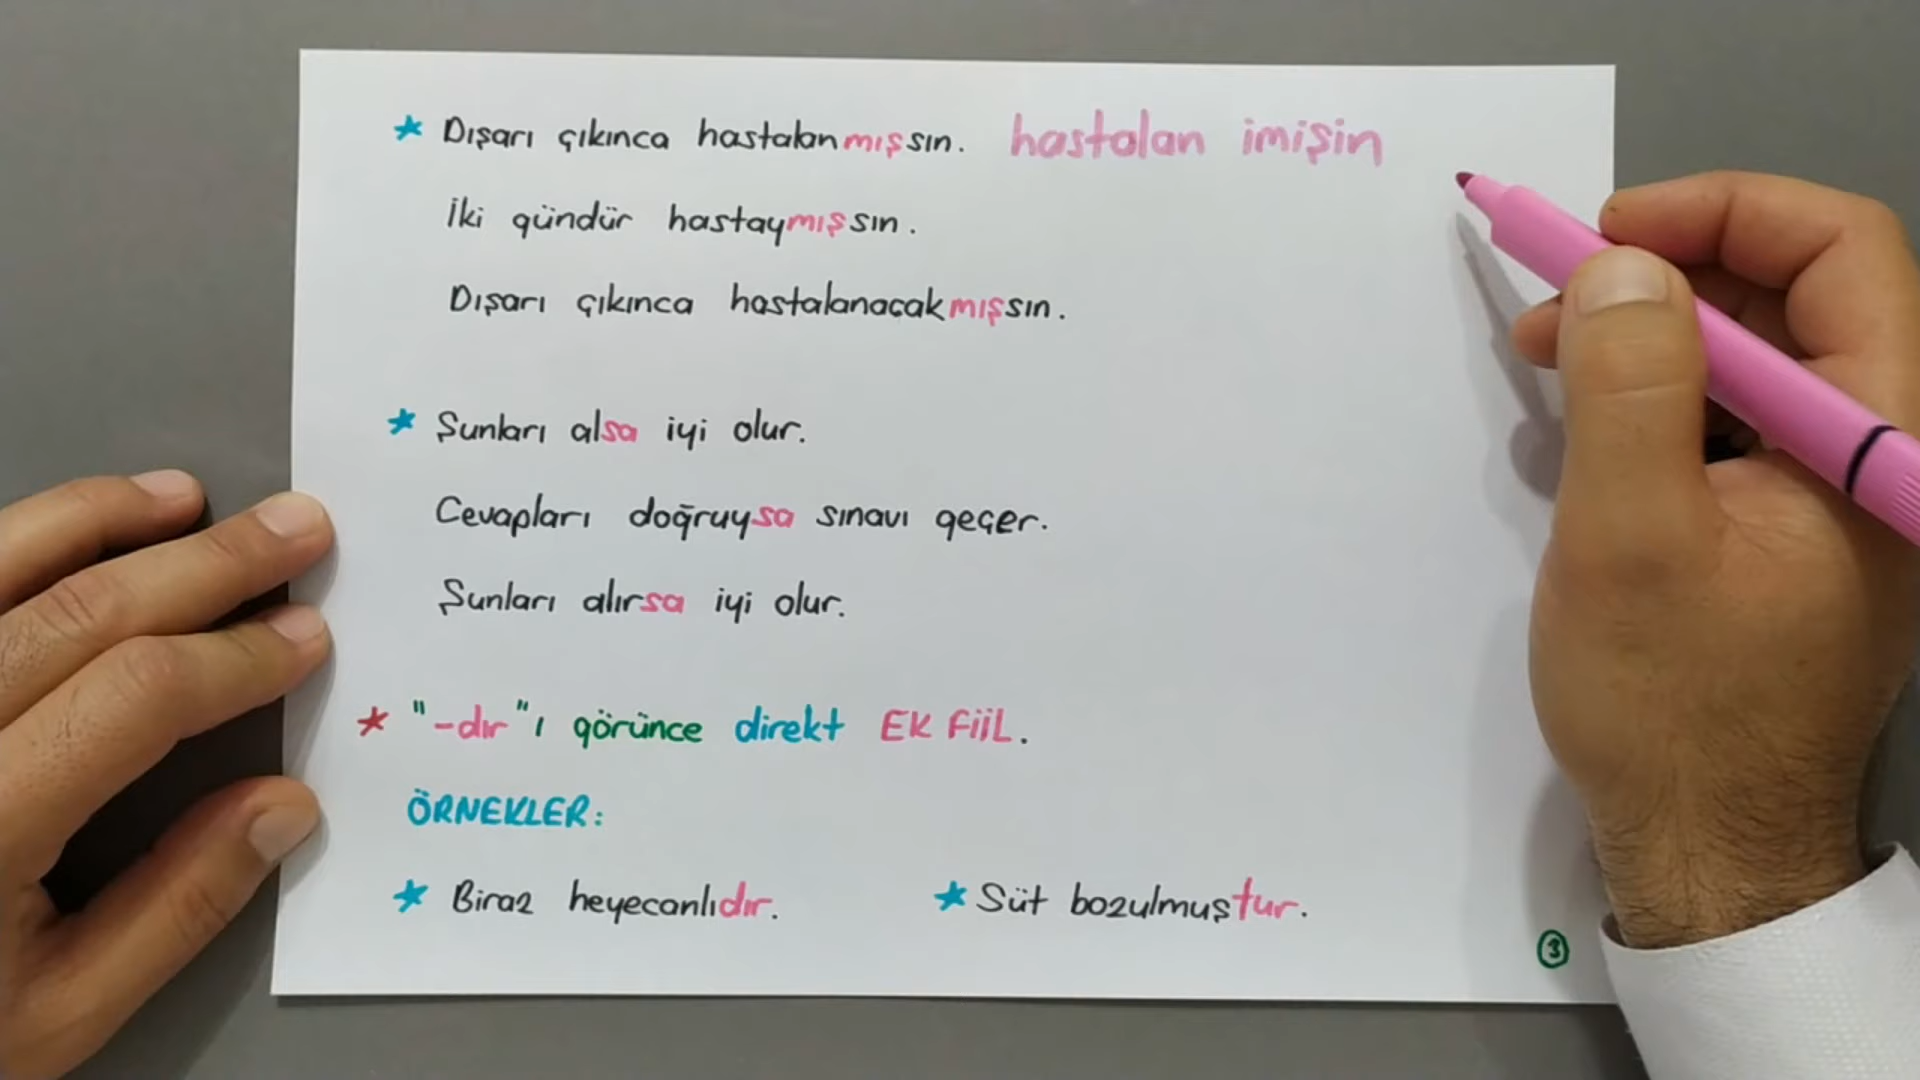 ★ Dışarı çıkınca hastalanmışsın. hastalan imişin
İki gündür hastaymışsın.
Dışarı çıkınca hastalanacakmışsın.
★ Şunları alsa iyi olur.
Cevapları doğruysa sınavı geçer.
Şunları alırsa iyi olur.
★ "-dır"ı görünce direkt EK FİİL.
ÖRNEKLER:
★ Biraz heyecanlıdır. ★ Süt bozulmuştur.
3